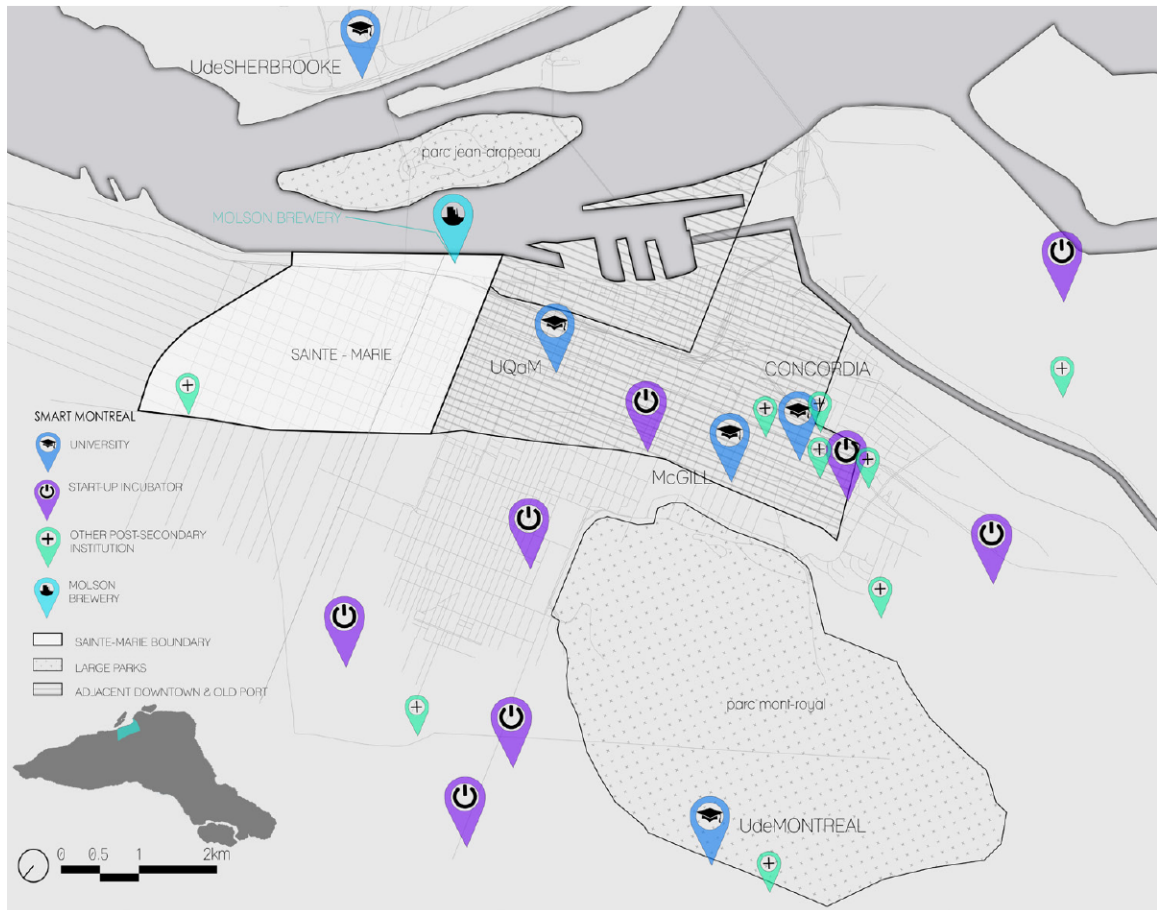 UdeSHERBROOKE
parc jean-drapeau
MOLSON BREWERY
SAINTE - MARIE
UQaM
CONCORDIA
McGILL
SMART MONTREAL
UNIVERSITY
START-UP INCUBATOR
OTHER POST-SECONDARY
INSTITUTION
MOLSON
BREWERY
SAINTE-MARIE BOUNDARY
LARGE PARKS
ADJACENT DOWNTOWN & OLD PORT
parc mont-royal
UdeMONTREAL
0 0.5 1 2km